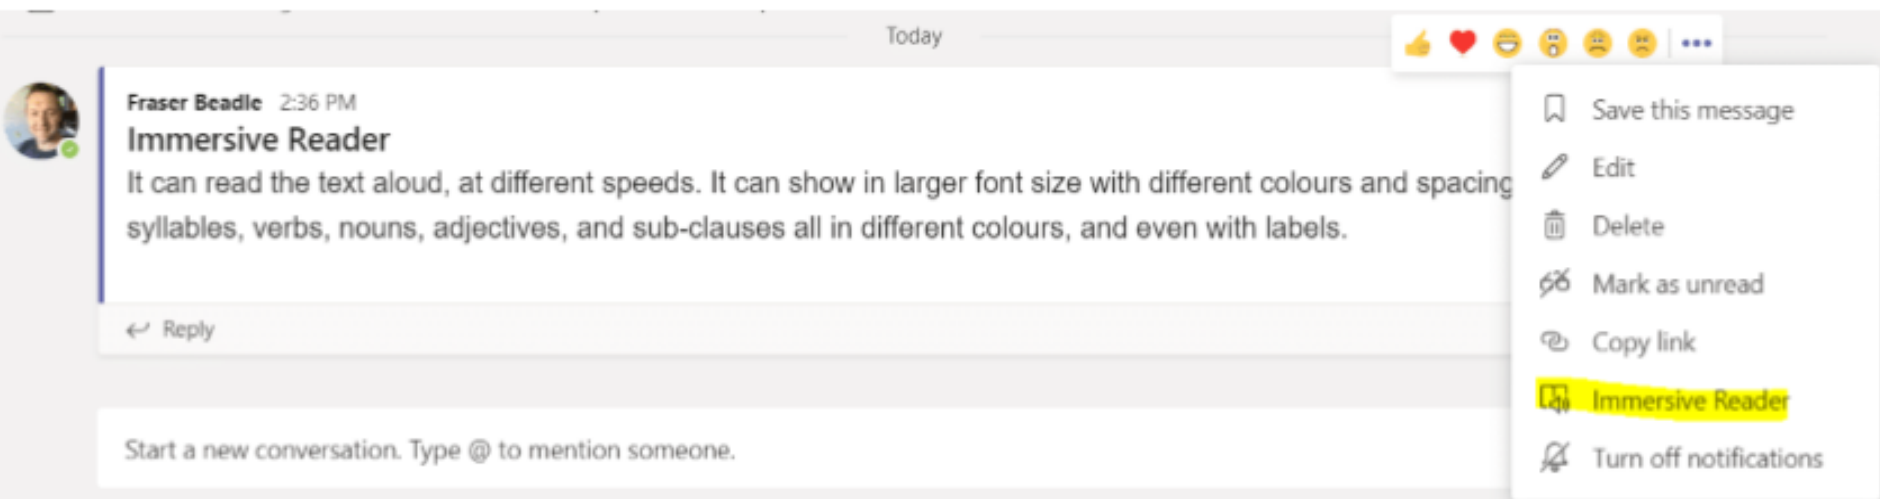 Today
Fraser Beadle 2:36 PM
Immersive Reader
It can read the text aloud, at different speeds. It can show in larger font size with different colours and spacing
syllables, verbs, nouns, adjectives, and sub-clauses all in different colours, and even with labels.
Reply
Start a new conversation. Type @ to mention someone.
Save this message
Edit
Delete
Mark as unread
Copy link
Immersive Reader
Turn off notifications